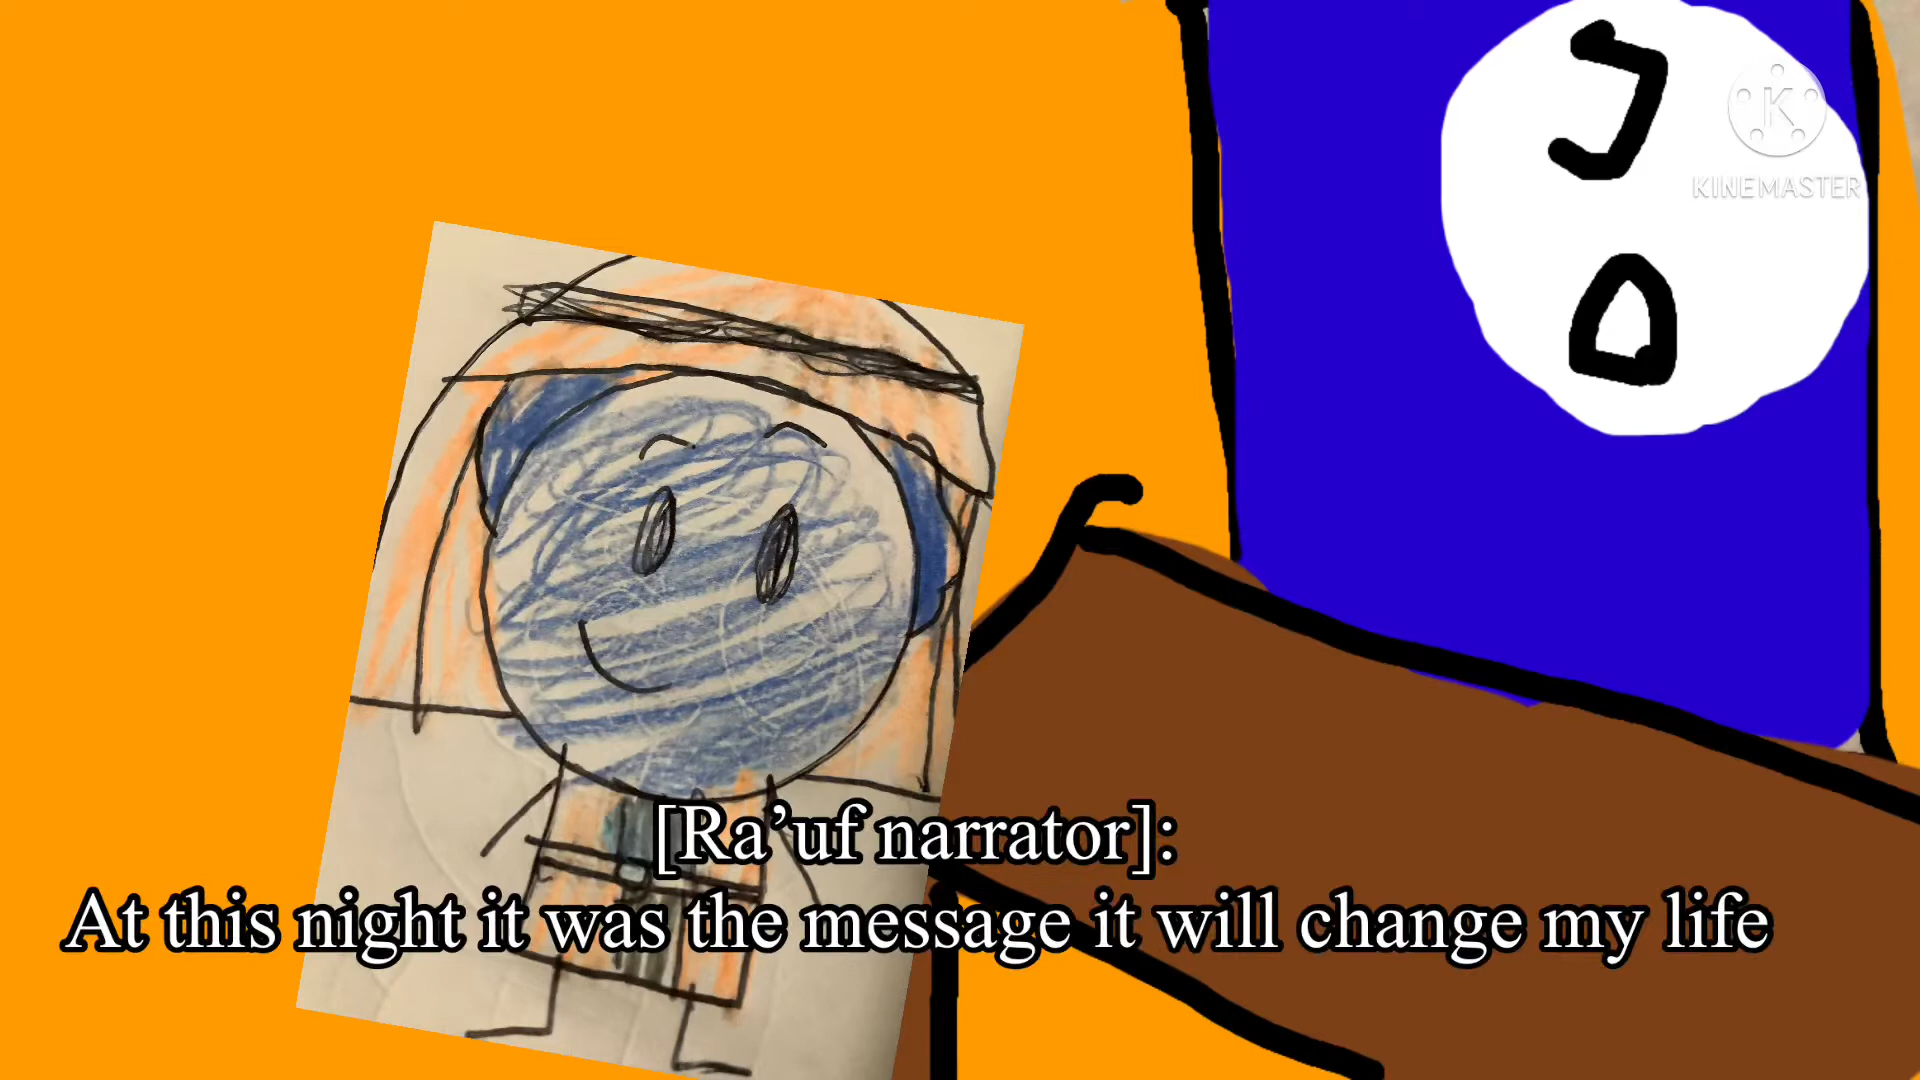 K
KINEMASTER
[Ra’uf narrator]:
At this night it was the message it will change my life